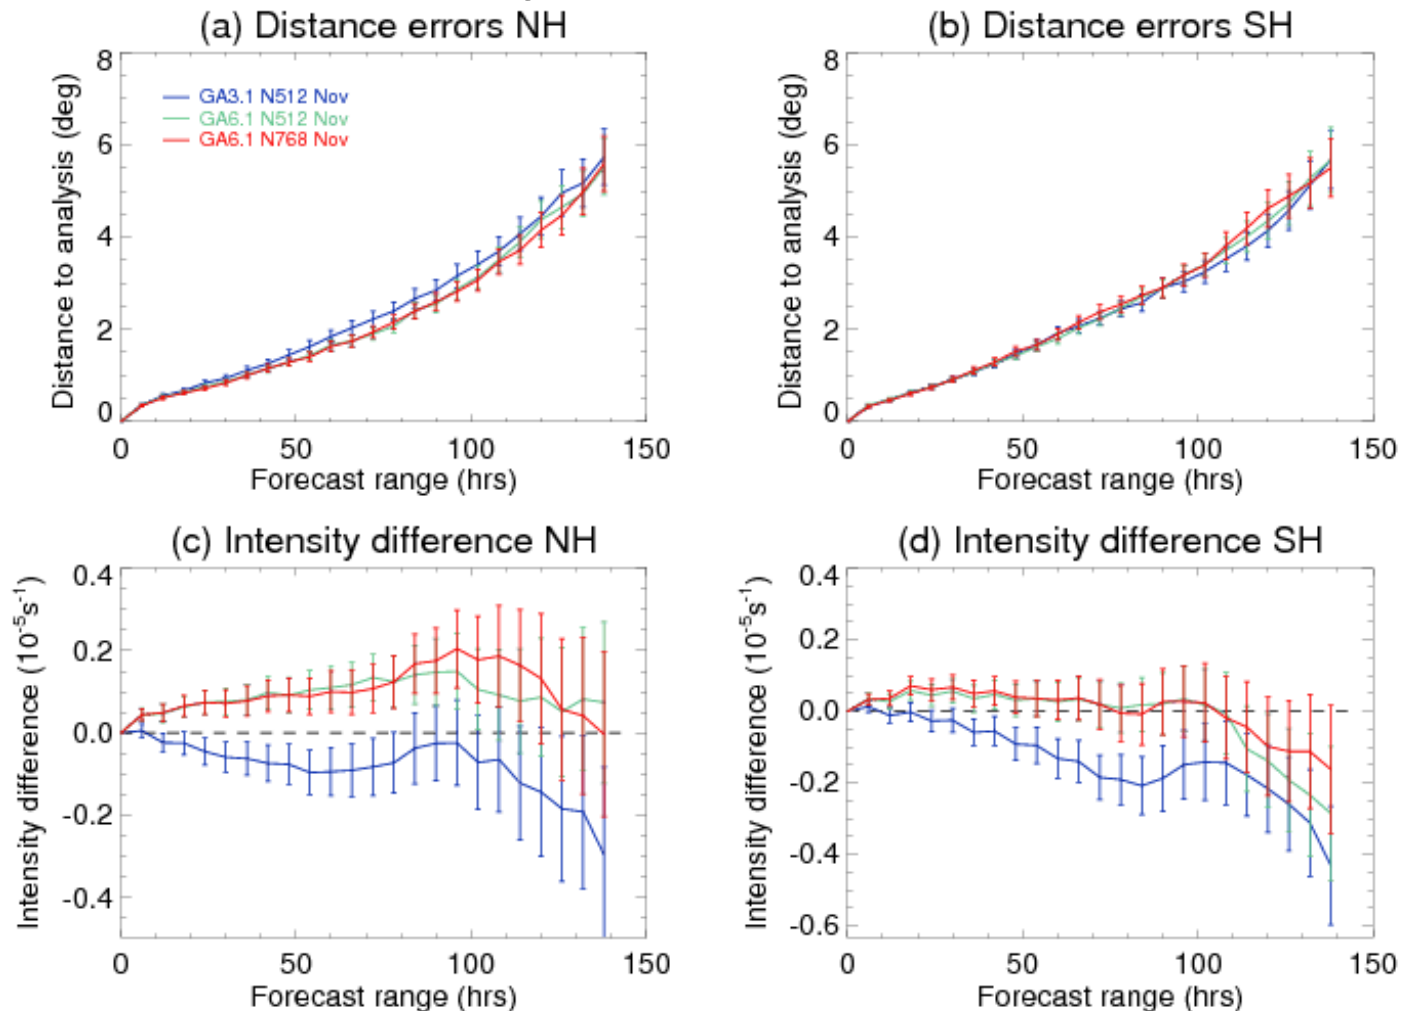 (a) Distance errors NH
8
6
4
2
0
Distance to analysis (deg)
GA3.1 N512 Nov
GA6.1 N512 Nov
GA6.1 N768 Nov
0 50 100 150
Forecast range (hrs)
(b) Distance errors SH
8
6
4
2
0
Distance to analysis (deg)
0 50 100 150
Forecast range (hrs)
(c) Intensity difference NH
0.4
0.2
0.0
-0.2
-0.4
Intensity difference (10⁻⁵s⁻¹)
0 50 100 150
Forecast range (hrs)
(d) Intensity difference SH
0.4
0.2
0.0
-0.2
-0.4
-0.6
Intensity difference (10⁻⁵s⁻¹)
0 50 100 150
Forecast range (hrs)